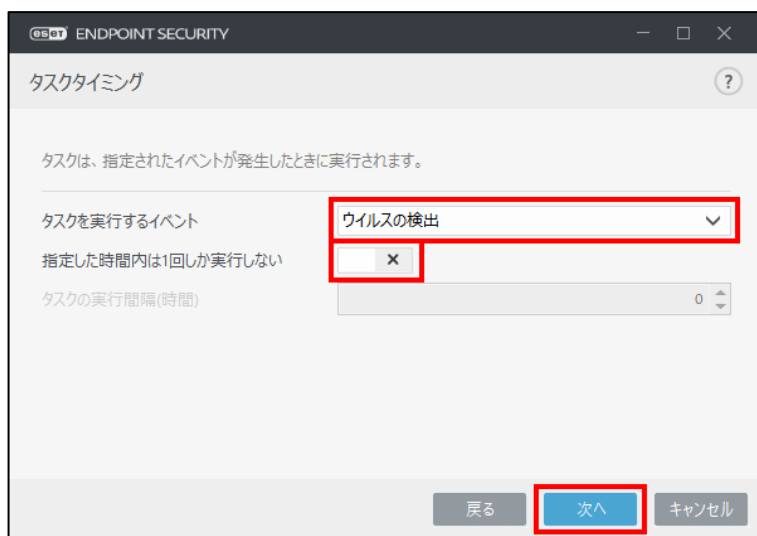 eset ENDPOINT SECURITY
タスクタイミング
?
タスクは、指定されたイベントが発生したときに実行されます。
タスクを実行するイベント ウイルスの検出
指定した時間内は1回しか実行しない
タスクの実行間隔(時間) 0
戻る 次へ キャンセル